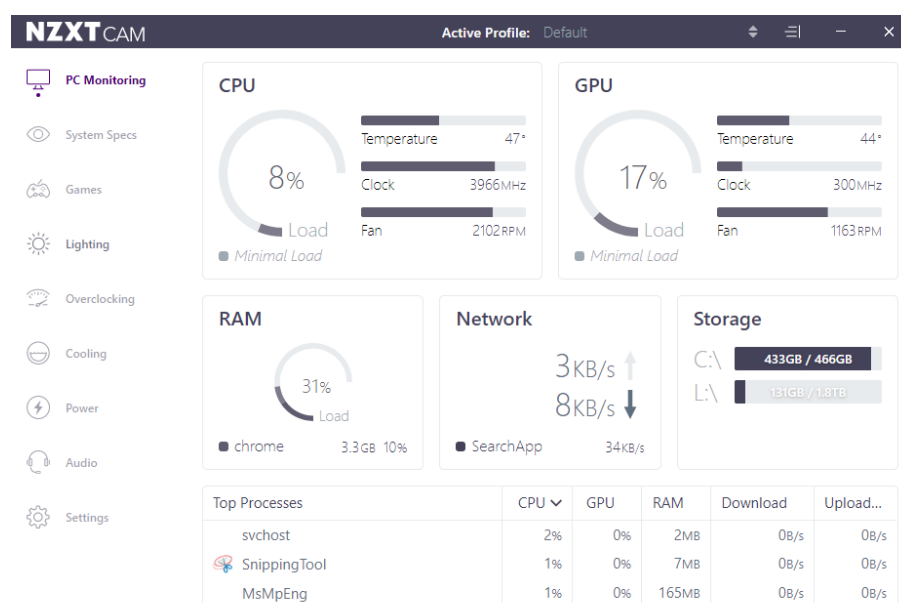 NZXT CAM
Active Profile: Default
PC Monitoring
System Specs
Games
Lighting
Overclocking
Cooling
Power
Audio
Settings
CPU
8%
Load
Minimal Load
Temperature 47°
Clock 3966MHz
Fan 2102RPM
GPU
17%
Load
Minimal Load
Temperature 44°
Clock 300MHz
Fan 1163RPM
RAM
31%
Load
chrome 3.3GB 10%
Network
3KB/s
8KB/s
SearchApp 34KB/s
Storage
C:\ 433GB / 466GB
L:\ 131GB / 1.8TB
Top Processes CPU GPU RAM Download Upload...
svchost 2% 0% 2MB 0B/s 0B/s
SnippingTool 1% 0% 7MB 0B/s 0B/s
MsMpEng 1% 0% 165MB 0B/s 0B/s